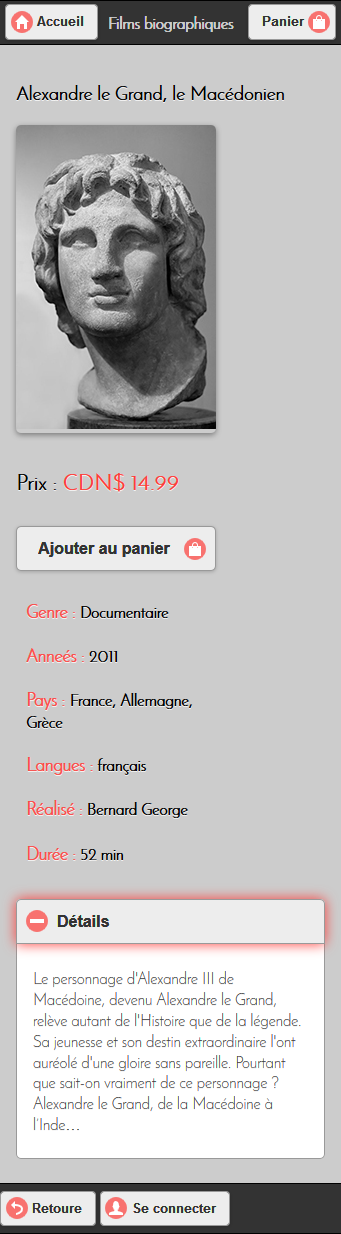 Accueil Films biographiques Panier
Alexandre le Grand, le Macédonien
Prix : CDN$ 14.99
Ajouter au panier
Genre : Documentaire
Anneés : 2011
Pays : France, Allemagne,
Grèce
Langues : français
Réalisé : Bernard George
Durée : 52 min
Détails
Le personnage d'Alexandre III de
Macédoine, devenu Alexandre le Grand,
relève autant de l'Histoire que de la légende.
Sa jeunesse et son destin extraordinaire l'ont
auréolé d'une gloire sans pareille. Pourtant
que sait-on vraiment de ce personnage ?
Alexandre le Grand, de la Macédoine à
l'Inde…
Retoure Se connecter